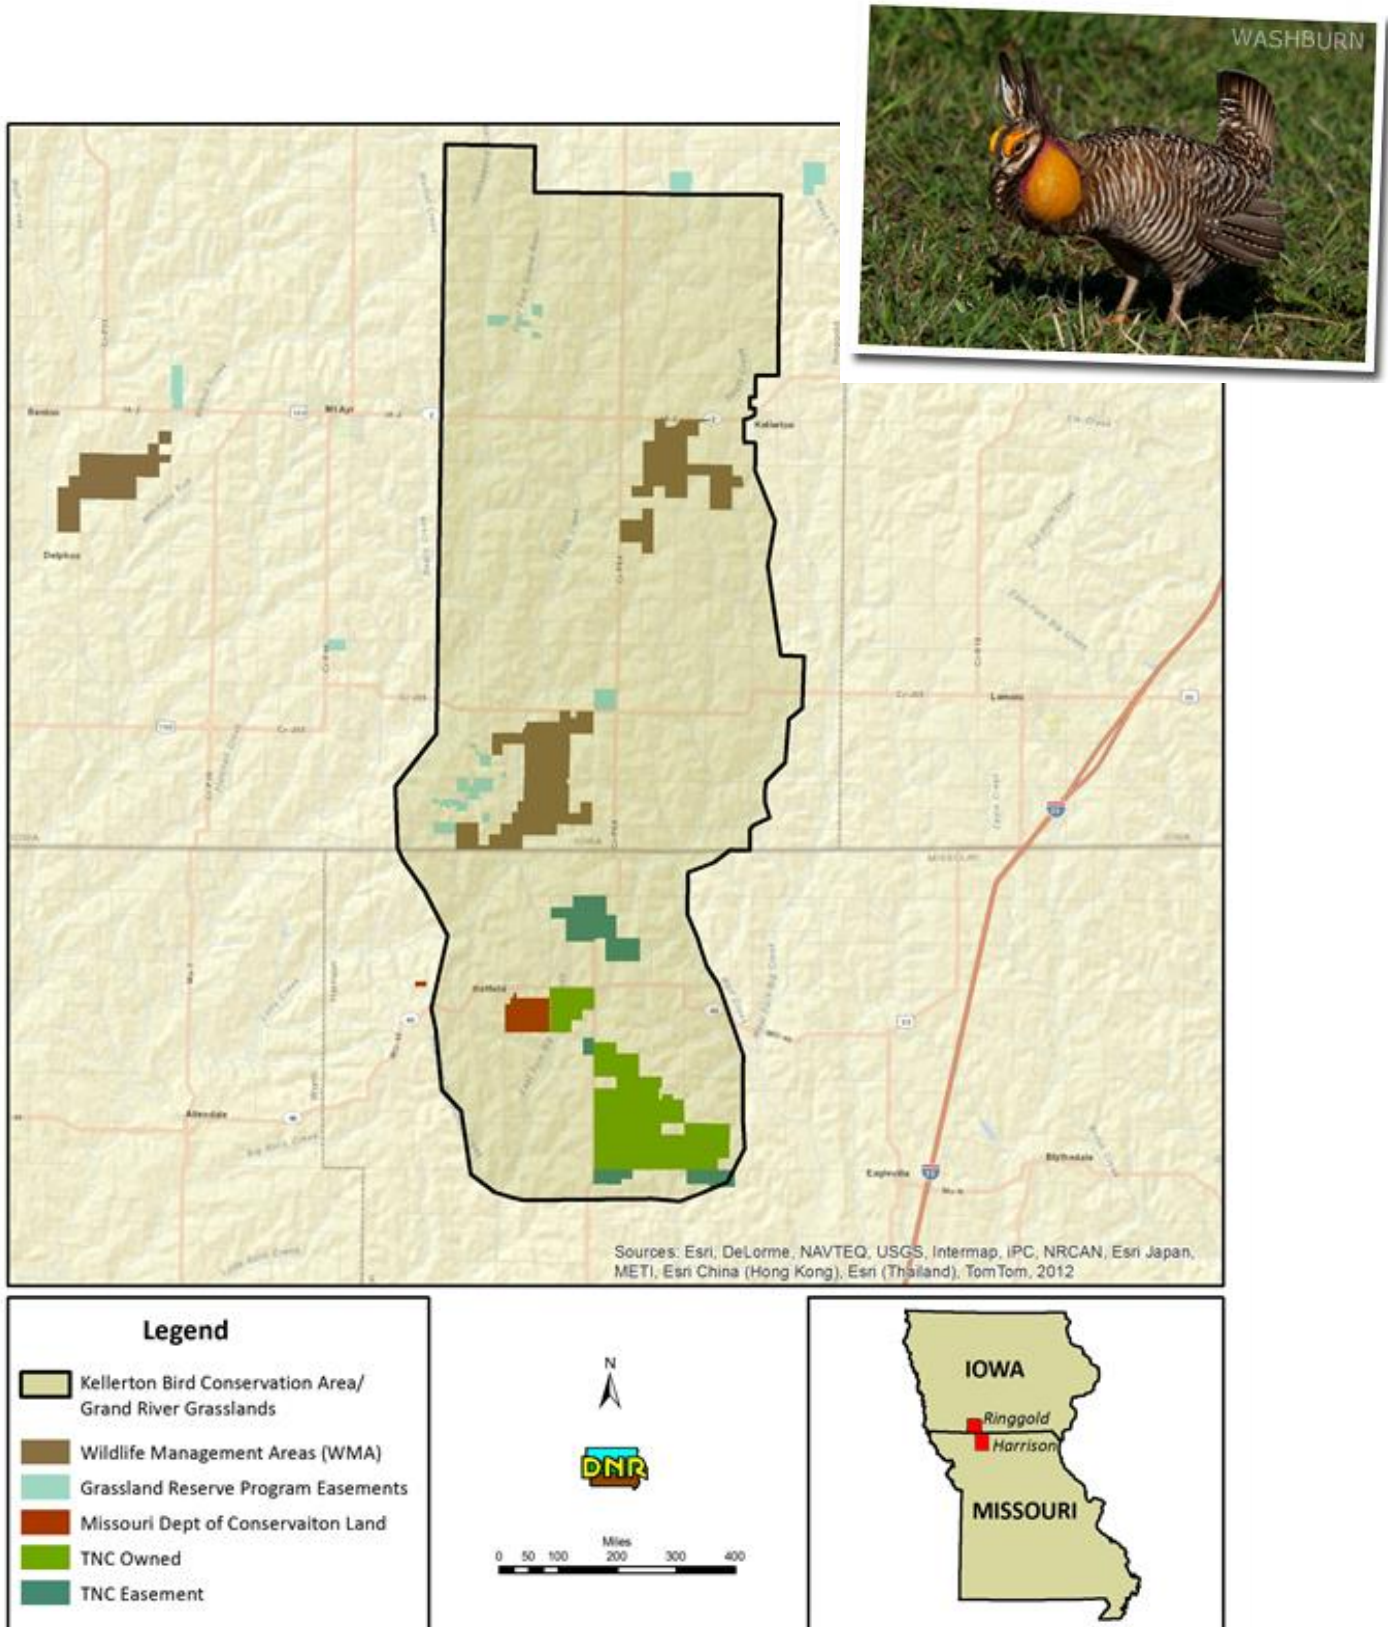 WASHBURN
Benton
Mt Ayr
Kellerton
Delphos
Lamoni
IOWA
IOWA
IOWA
MISSOURI
Hatfield
Allendale
Eagleville
Blythedale
Sources: Esri, DeLorme, NAVTEQ, USGS, Intermap, iPC, NRCAN, Esri Japan,
METI, Esri China (Hong Kong), Esri (Thailand), TomTom, 2012
Legend
Kellerton Bird Conservation Area/
Grand River Grasslands
Wildlife Management Areas (WMA)
Grassland Reserve Program Easements
Missouri Dept of Conservaiton Land
TNC Owned
TNC Easement
N
DNR
Miles
0 50 100 200 300 400
IOWA
Ringgold
Harrison
MISSOURI